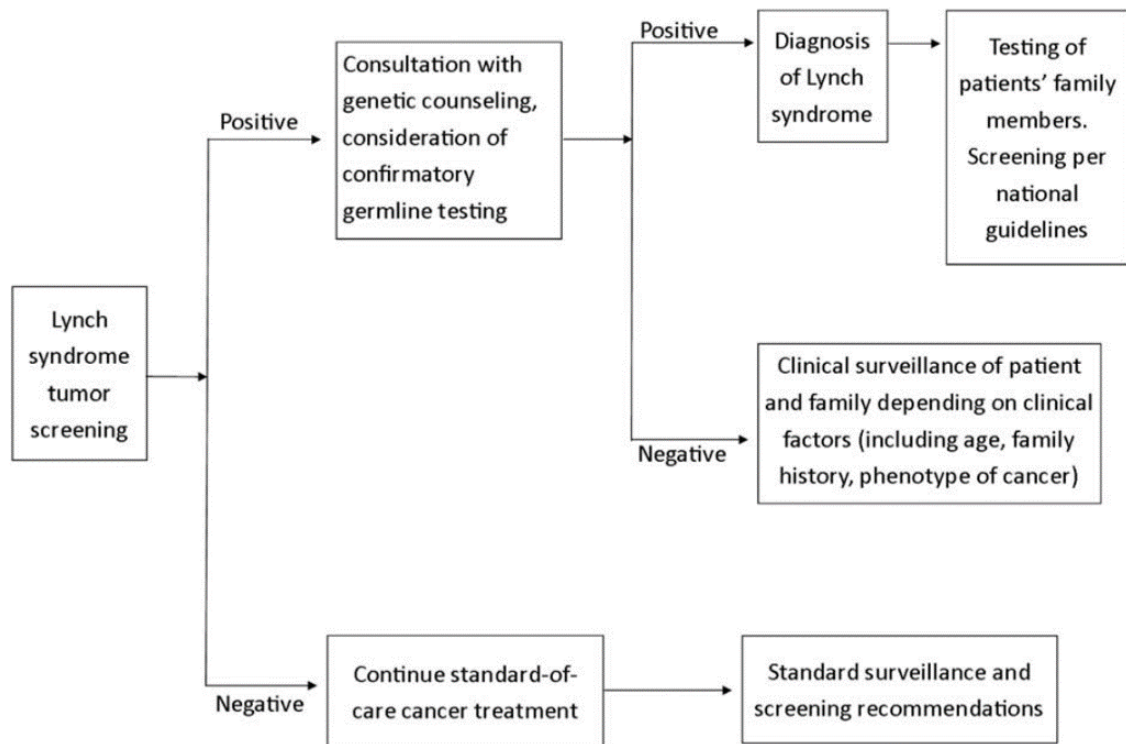 Lynch
syndrome
tumor
screening
Positive
Consultation with
genetic counseling,
consideration of
confirmatory
germline testing
Positive
Diagnosis
of Lynch
syndrome
Testing of
patients’ family
members.
Screening per
national
guidelines
Negative
Clinical surveillance of patient
and family depending on clinical
factors (including age, family
history, phenotype of cancer)
Negative
Continue standard-of-
care cancer treatment
Standard surveillance and
screening recommendations